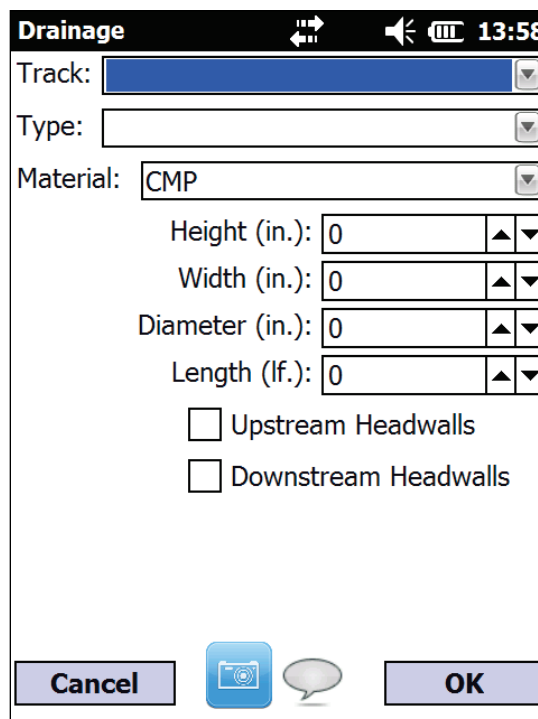 Drainage 13:58
Track:
Type:
Material: CMP
Height (in.): 0
Width (in.): 0
Diameter (in.): 0
Length (lf.): 0
Upstream Headwalls
Downstream Headwalls
Cancel OK